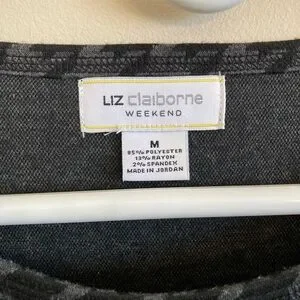 LIZ claiborne
WEEKEND
M
85% POLYESTER
13% RAYON
2% SPANDEX
MADE IN JORDAN